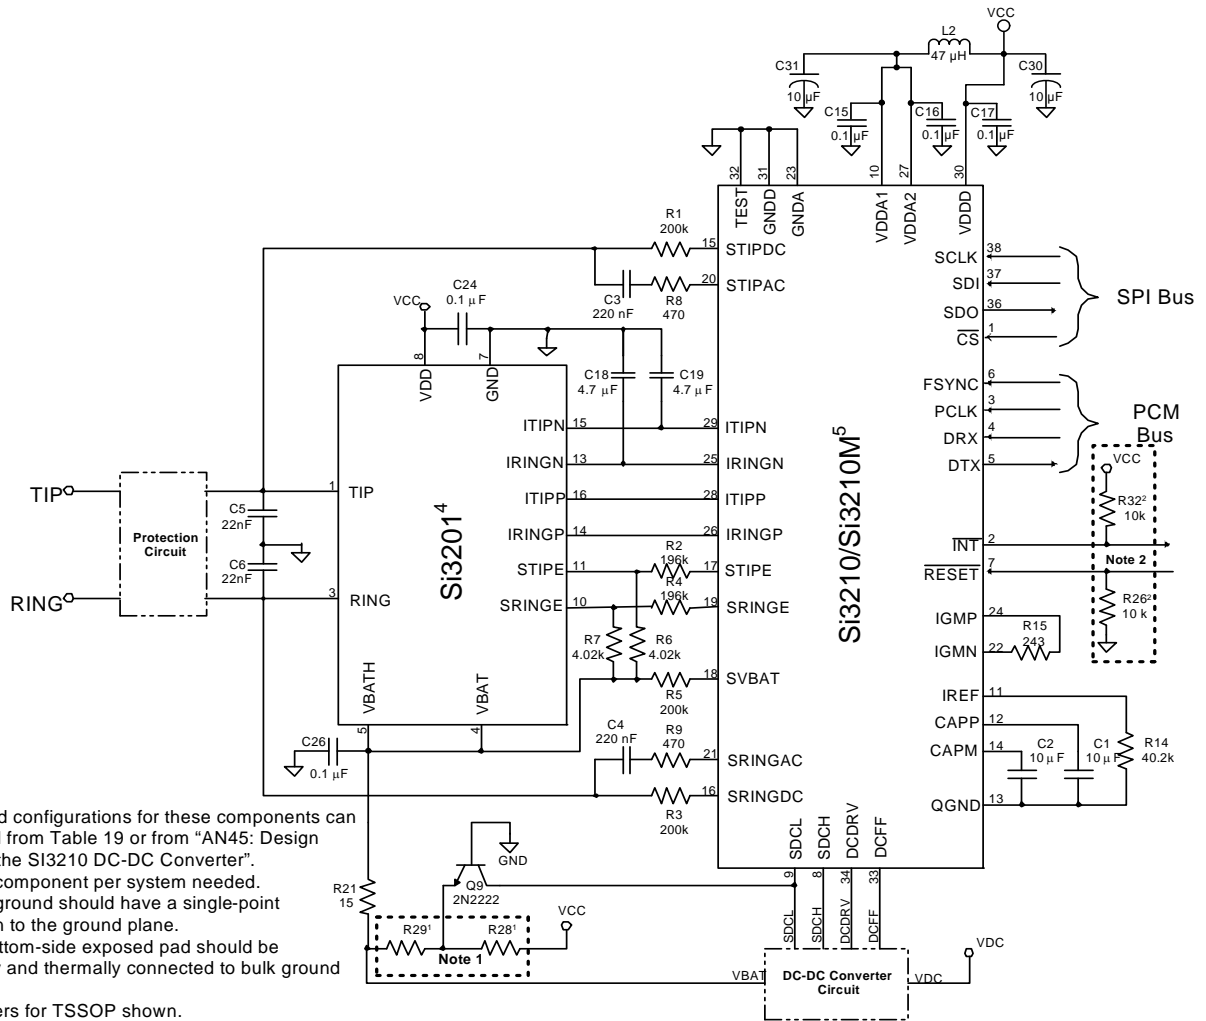 VCC
L2
47 µH
C31
10 µF
C30
10 µF
C15
0.1 µF
C16
0.1 µF
C17
0.1 µF
32
31
23
10
27
30
TEST
GNDD
GNDA
VDDA1
VDDA2
VDDD
R1
200k
15
STIPDC
C3
220 nF
R8
470
20
STIPAC
SCLK
38
SDI
37
SDO
36
CS
1
SPI Bus
FSYNC
6
PCLK
3
DRX
4
DTX
5
PCM
Bus
VCC
C24
0.1 µF
8
7
VDD
GND
C18
4.7 µF
C19
4.7 µF
ITIPN
15
29
ITIPN
IRINGN
13
25
IRINGN
ITIPP
16
28
ITIPP
IRINGP
14
26
IRINGP
STIPE
11
R2
196k
17
STIPE
SRINGE
10
R4
196k
19
SRINGE
R7
4.02k
R6
4.02k
18
SVBAT
R5
200k
Si3201⁴
Si3210/Si3210M⁵
TIP
RING
Protection
Circuit
C5
22nF
C6
22nF
1
TIP
3
RING
VBATH
VBAT
5
4
C26
0.1 µF
C4
220 nF
R9
470
21
SRINGAC
R3
200k
16
SRINGDC
VCC
R32²
10k
INT
2
Note 2
RESET
7
R26²
10 k
IGMP
24
R15
243
IGMN
22
IREF
11
CAPP
12
CAPM
14
QGND
13
C2
10 µF
C1
10 µF
R14
40.2k
SDCL
SDCH
DCDRV
DCFF
9
8
34
33
SDCL
SDCH
DCDRV
DCFF
GND
Q9
2N2222
R21
15
R29¹
R28¹
Note 1
VCC
VBAT
DC-DC Converter
Circuit
VDC
VDC
d configurations for these components can
from Table 19 or from “AN45: Design
the SI3210 DC-DC Converter”.
component per system needed.
ground should have a single-point
to the ground plane.
ttom-side exposed pad should be
and thermally connected to bulk ground
ers for TSSOP shown.